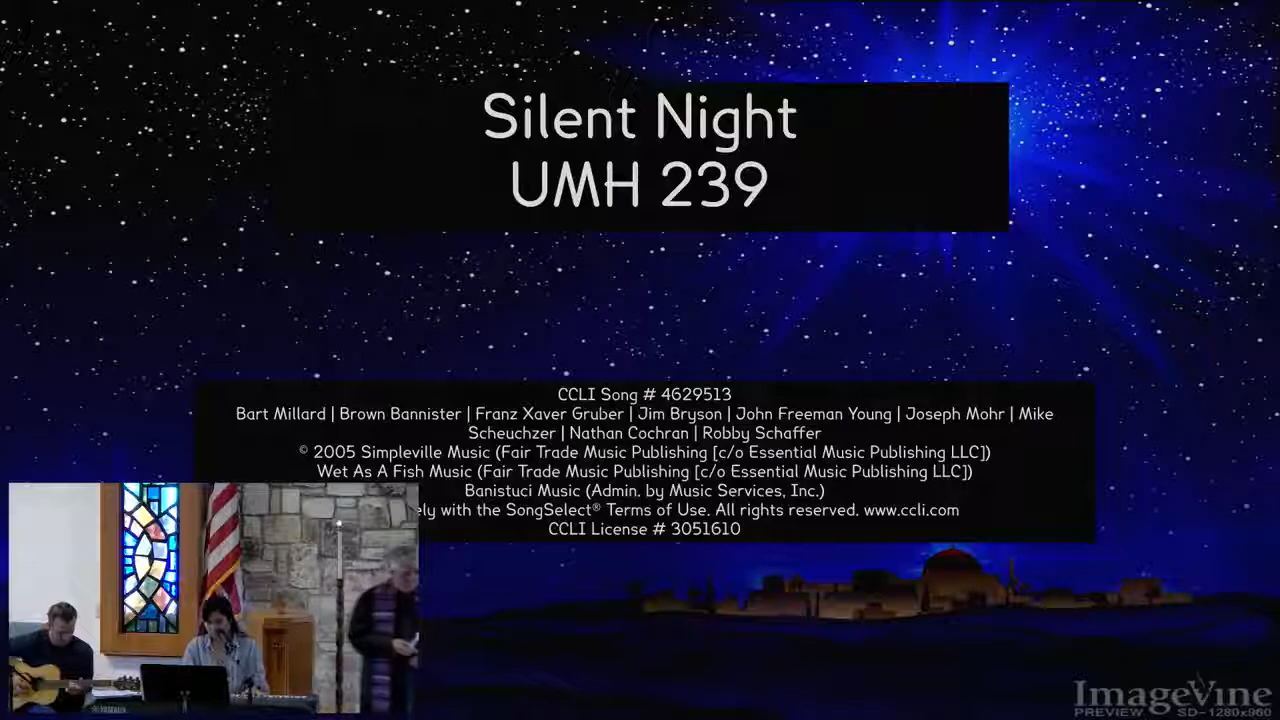 Silent Night
UMH 239
CCLI Song # 4629513
Bart Millard | Brown Bannister | Franz Xaver Gruber | Jim Bryson | John Freeman Young | Joseph Mohr | Mike
Scheuchzer | Nathan Cochran | Robby Schaffer
© 2005 Simpleville Music (Fair Trade Music Publishing [c/o Essential Music Publishing LLC])
Wet As A Fish Music (Fair Trade Music Publishing [c/o Essential Music Publishing LLC])
Banistuci Music (Admin. by Music Services, Inc.)
ely with the SongSelect® Terms of Use. All rights reserved. www.ccli.com
CCLI License # 3051610
YAMAHA
ImageVine
PREVIEW SD-1280x960